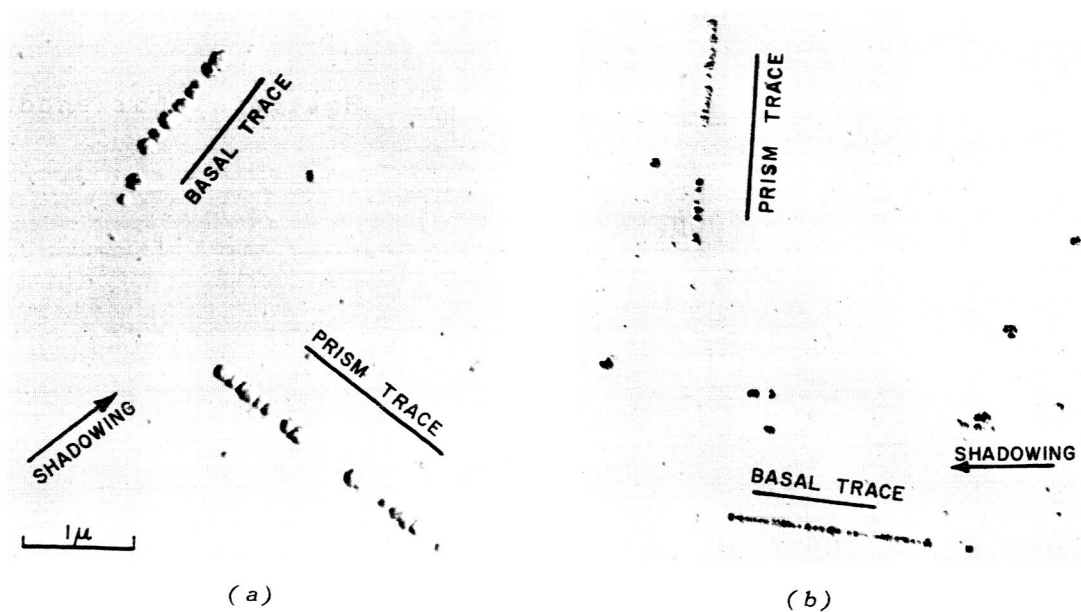 BASAL TRACE
PRISM TRACE
SHADOWING
1μ
(a)
PRISM TRACE
SHADOWING
BASAL TRACE
(b)